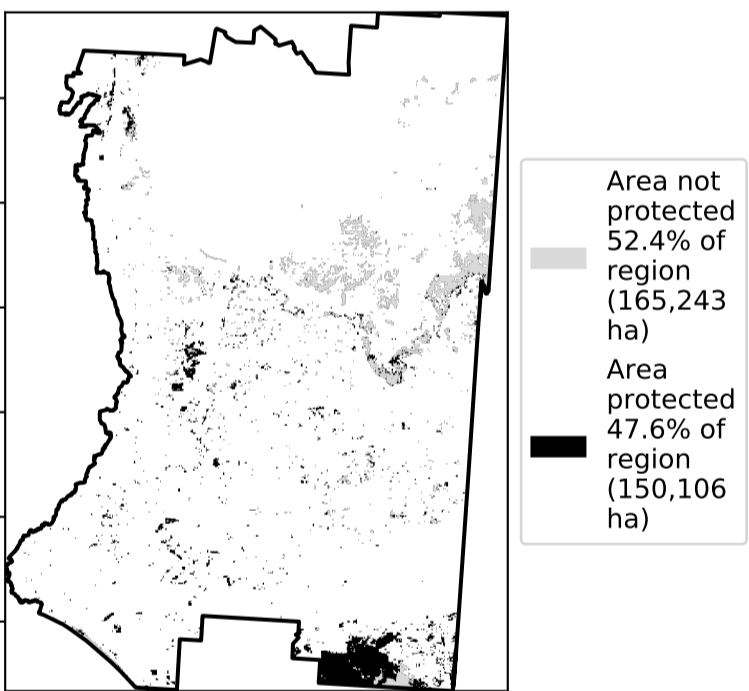 Area not
protected
52.4% of
region
(165,243
ha)
Area
protected
47.6% of
region
(150,106
ha)